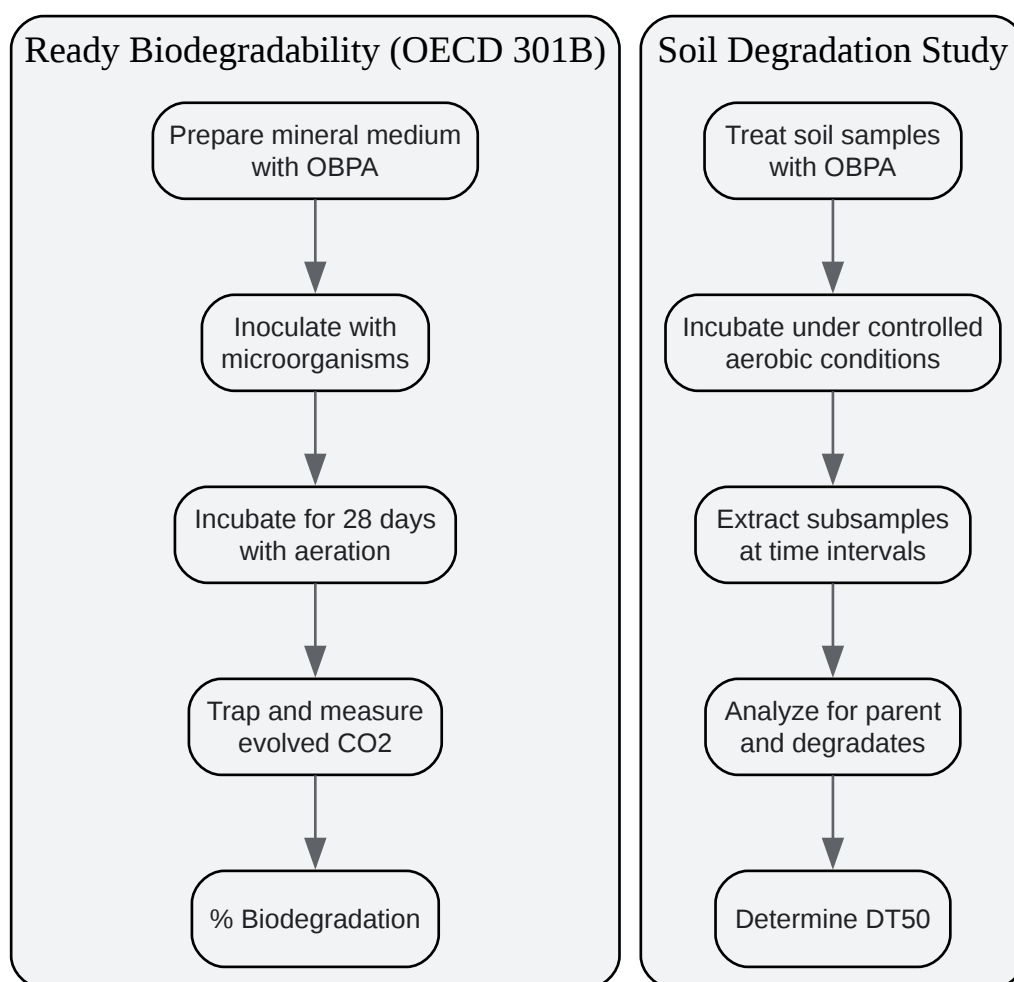 Ready Biodegradability (OECD 301B)
Prepare mineral medium
with OBPA
Inoculate with
microorganisms
Incubate for 28 days
with aeration
Trap and measure
evolved CO2
% Biodegradation
Soil Degradation Study
Treat soil samples
with OBPA
Incubate under controlled
aerobic conditions
Extract subsamples
at time intervals
Analyze for parent
and degradates
Determine DT50